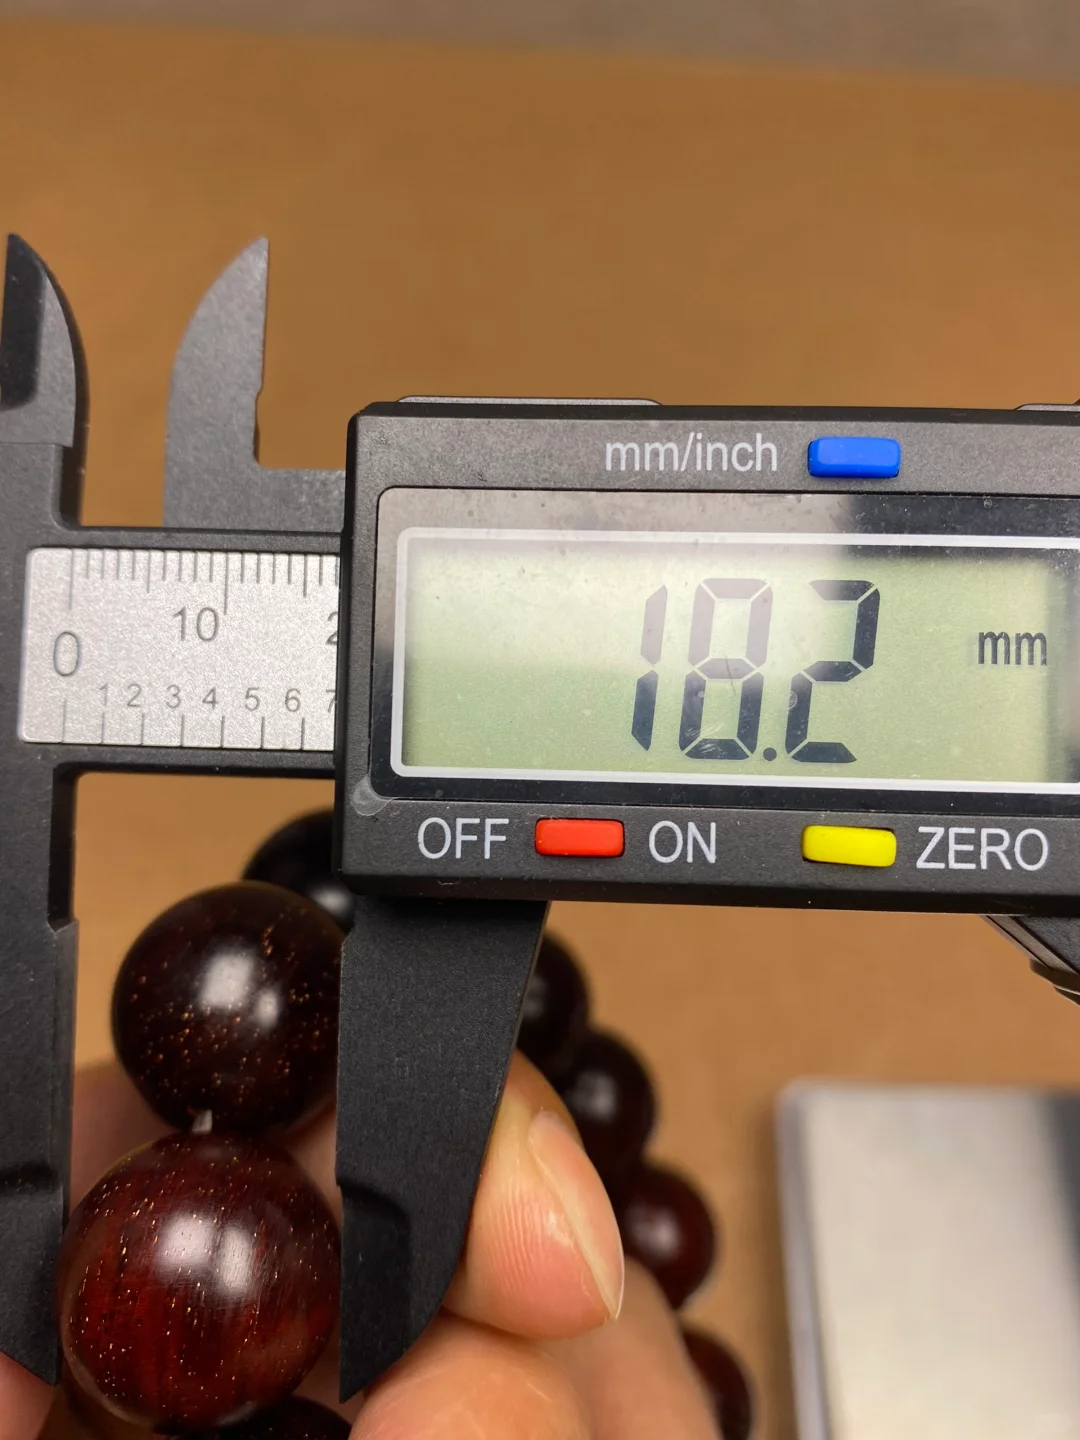 mm/inch
18.2 mm
0 10 2
1 2 3 4 5 6 7
OFF ON ZERO